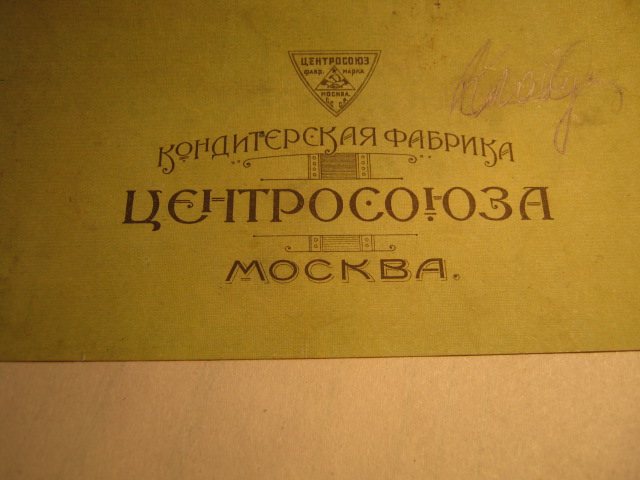 ЦЕНТРОСОЮЗ
ФАБР. МАРКА
МОСКВА.
КОНДИТЕРСКАЯ ФАБРИКА
ЦЕНТРОСОЮЗА
МОСКВА.